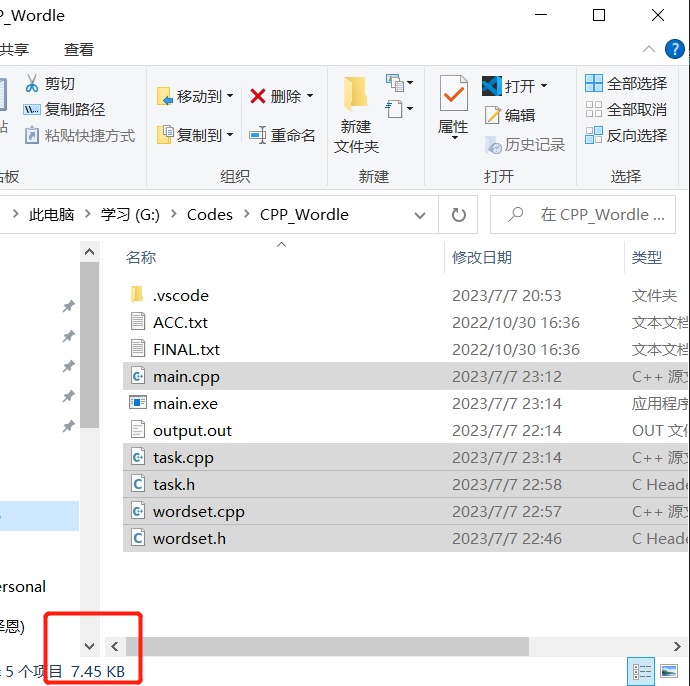 P_Wordle
共享 查看
剪切
移动到 删除 打开 全部选择
复制路径
复制到 重命名 新建 文件夹 属性 编辑 全部取消
粘贴快捷方式 历史记录 反向选择
组织 新建 打开 选择
此电脑 学习 (G:) Codes CPP_Wordle 在 CPP_Wordle ...
名称 修改日期 类型
.vscode 2023/7/7 20:53 文件夹
ACC.txt 2022/10/30 16:36 文本文档
FINAL.txt 2022/10/30 16:36 文本文档
main.cpp 2023/7/7 23:12 C++ 源
main.exe 2023/7/7 23:14 应用程序
output.out 2023/7/7 22:14 OUT 文
task.cpp 2023/7/7 23:14 C++ 源
task.h 2023/7/7 22:58 C Heade
wordset.cpp 2023/7/7 22:57 C++ 源
wordset.h 2023/7/7 22:46 C Heade
ersonal
恩)
5 个项目 7.45 KB